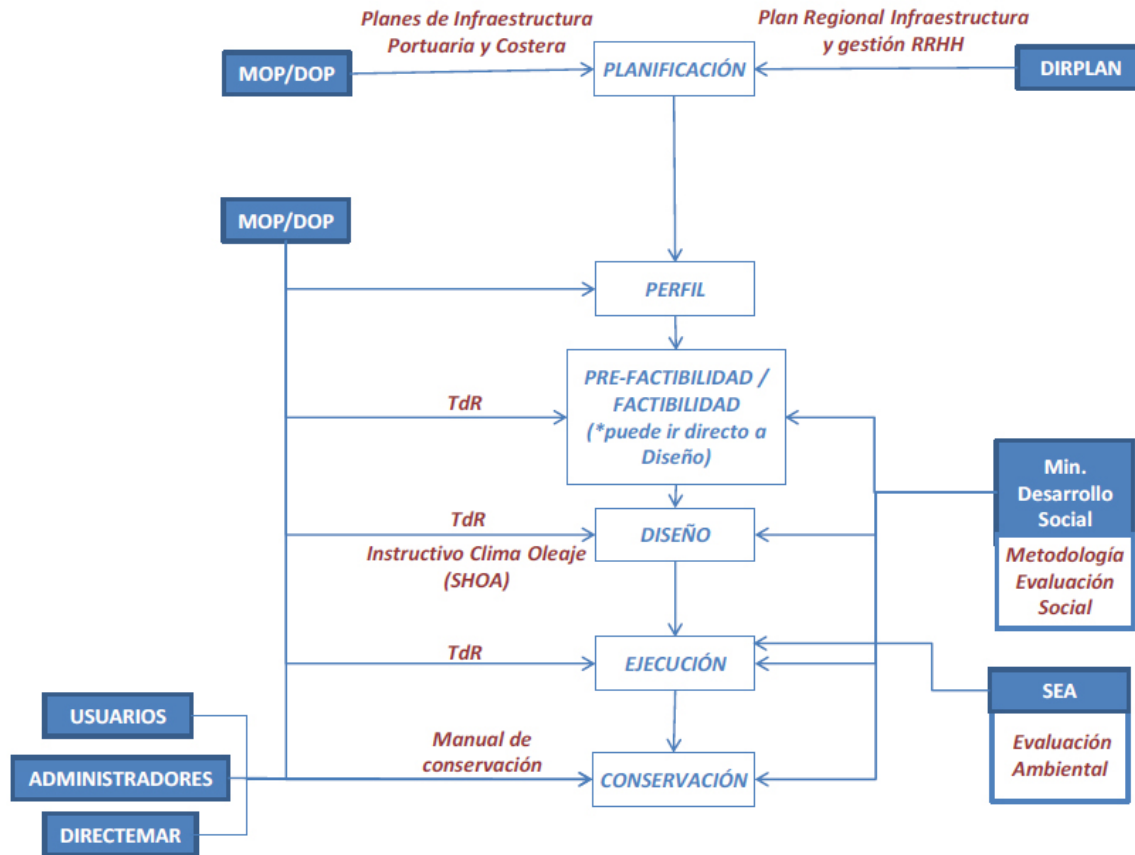 Planes de Infraestructura
Portuaria y Costera
Plan Regional Infraestructura
y gestión RRHH
MOP/DOP
PLANIFICACIÓN
DIRPLAN
MOP/DOP
PERFIL
PRE-FACTIBILIDAD /
FACTIBILIDAD
(*puede ir directo a
Diseño)
TdR
Min.
Desarrollo
Social
Metodología
Evaluación
Social
TdR
Instructivo Clima Oleaje
(SHOA)
DISEÑO
TdR
EJECUCIÓN
SEA
Evaluación
Ambiental
USUARIOS
ADMINISTRADORES
DIRECTEMAR
Manual de
conservación
CONSERVACIÓN